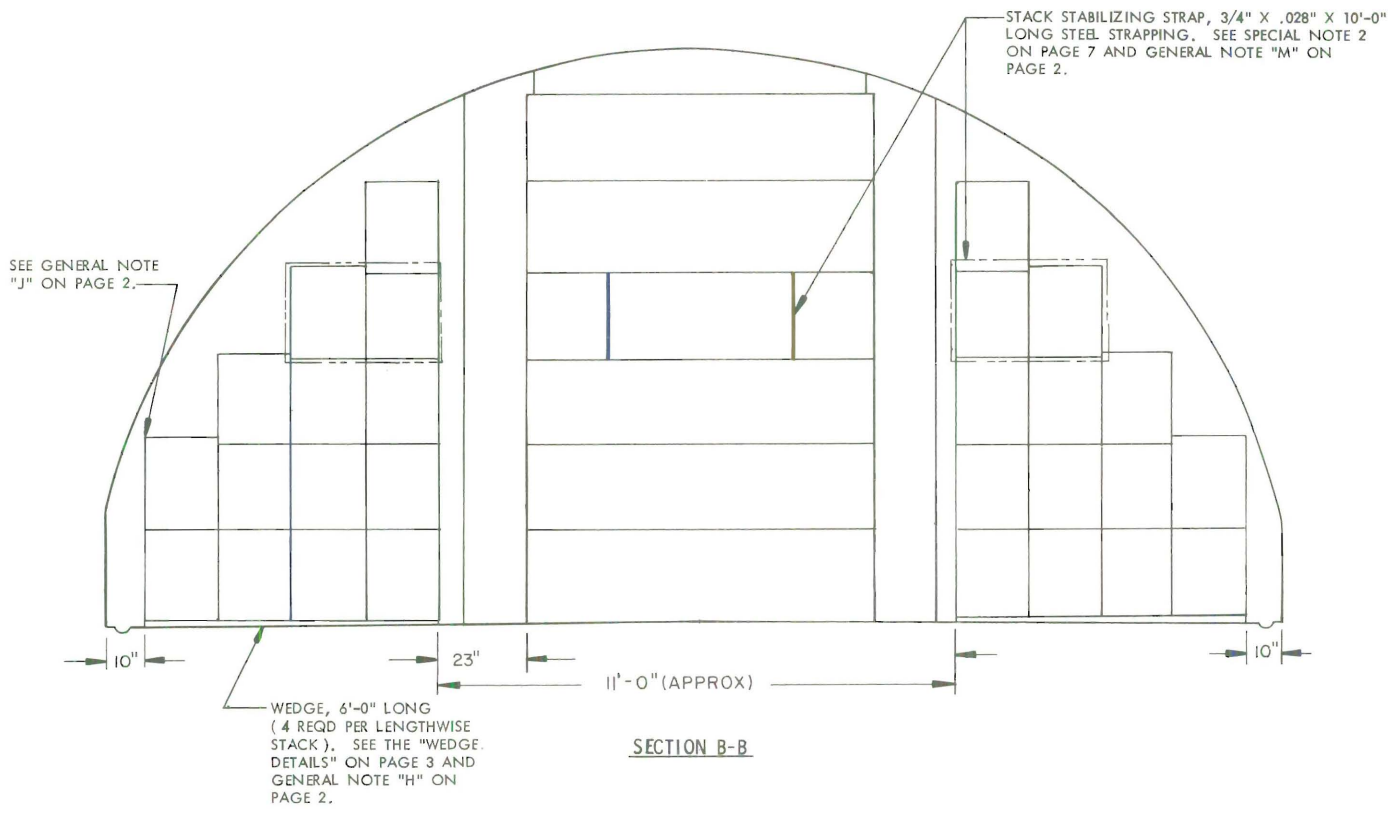 STACK STABILIZING STRAP, 3/4" X .028" X 10'-0"
LONG STEEL STRAPPING. SEE SPECIAL NOTE 2
ON PAGE 7 AND GENERAL NOTE "M" ON
PAGE 2.
SEE GENERAL NOTE
"J" ON PAGE 2.
10"
23"
11'-0" (APPROX)
10"
WEDGE, 6'-0" LONG
( 4 REQD PER LENGTHWISE
STACK ). SEE THE "WEDGE
DETAILS" ON PAGE 3 AND
GENERAL NOTE "H" ON
PAGE 2.
SECTION B-B